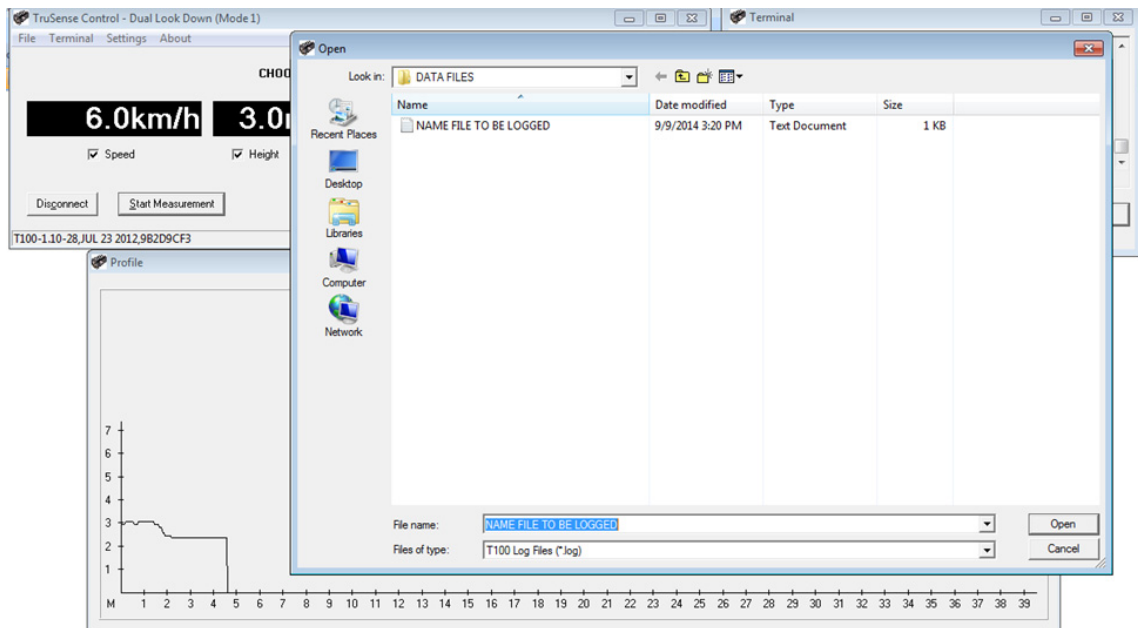 TruSense Control - Dual Look Down (Mode 1)
File Terminal Settings About
CHOO
6.0km/h 3.0
Speed Height
Disconnect Start Measurement
T100-1.10-28,JUL 23 2012,9B2D9CF3
Terminal
Open
Look in: DATA FILES
Name Date modified Type Size
NAME FILE TO BE LOGGED 9/9/2014 3:20 PM Text Document 1 KB
Recent Places
Desktop
Libraries
Computer
Network
File name: NAME FILE TO BE LOGGED Open
Files of type: T100 Log Files (*.log) Cancel
Profile
7
6
5
4
3
2
1
M 1 2 3 4 5 6 7 8 9 10 11 12 13 14 15 16 17 18 19 20 21 22 23 24 25 26 27 28 29 30 31 32 33 34 35 36 37 38 39